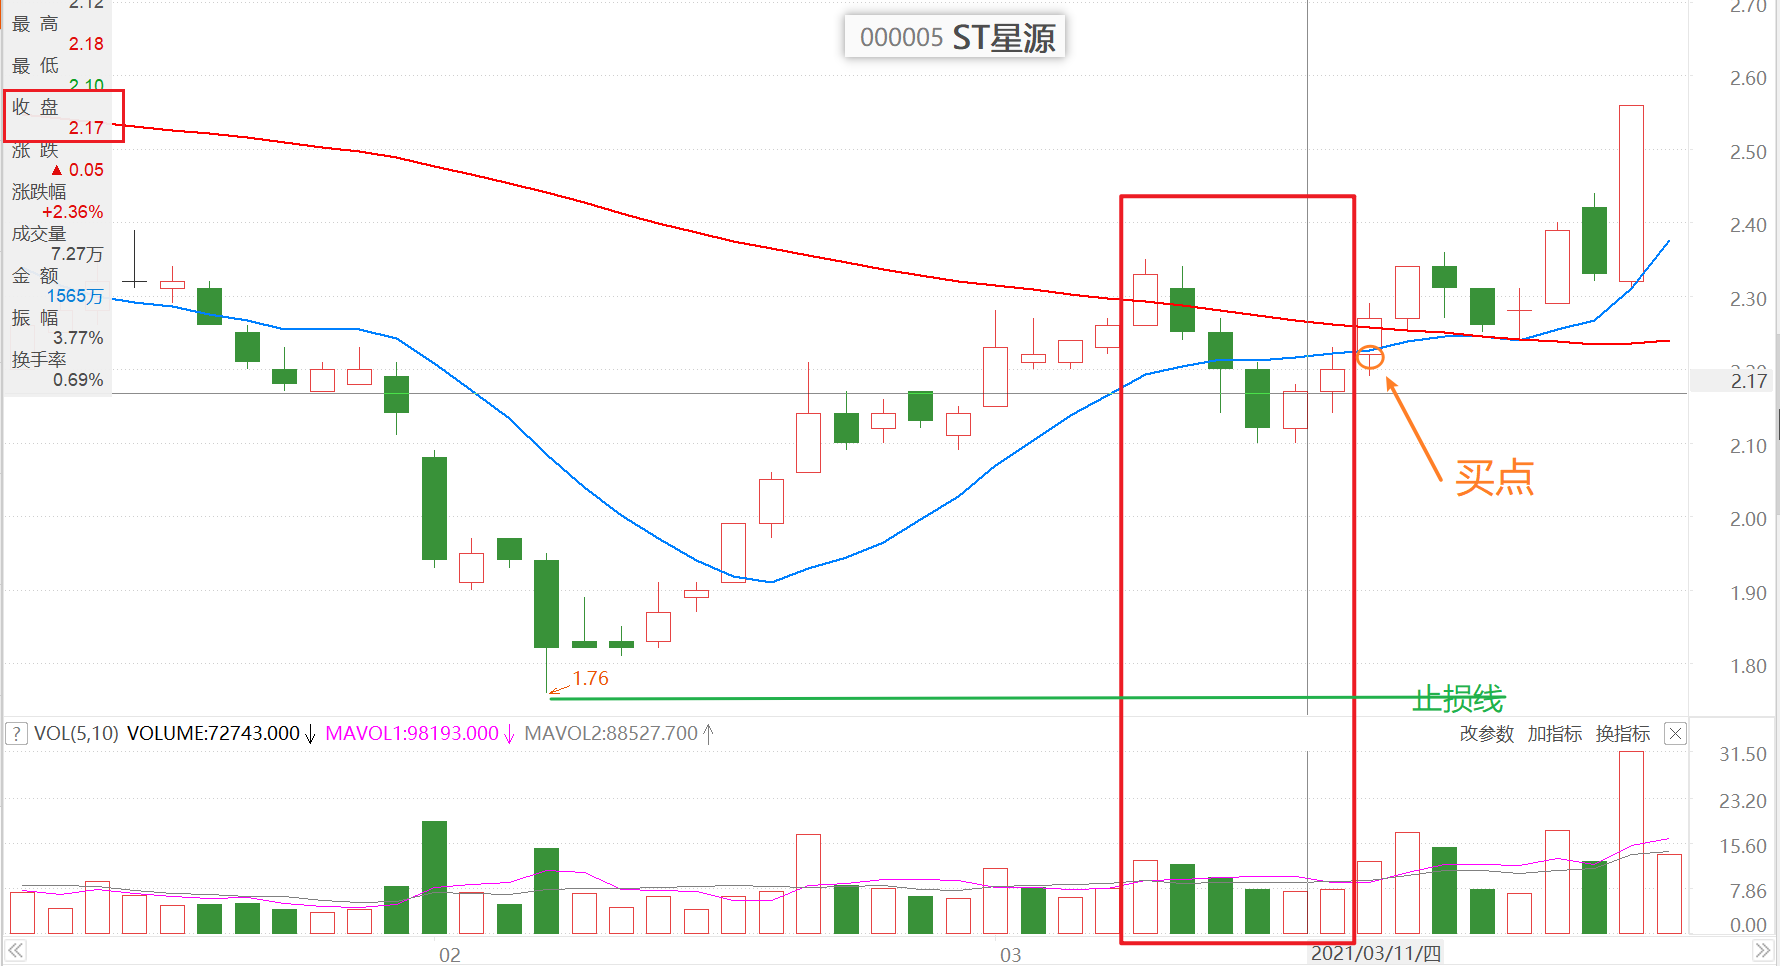 2.12
000005 ST星源
最 高
2.18
最 低
2.10
收 盘
2.17
涨 跌
▲ 0.05
涨跌幅
+2.36%
成交量
7.27万
金 额
1565万
振 幅
3.77%
换手率
0.69%
2.70
2.60
2.50
2.40
2.30
2.20
2.17
2.10
2.00
1.90
1.80
买点
1.76
止损线
? VOL(5,10) VOLUME:72743.000↓ MAVOL1:98193.000↓ MAVOL2:88527.700↑ 改参数 加指标 换指标
31.50
23.20
15.60
7.86
0.00
02 03 2021/03/11/四